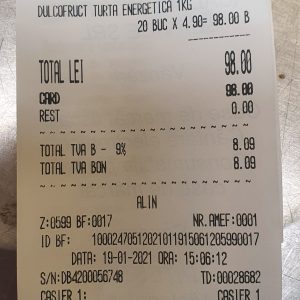 DULCOFRUCT TURTA ENERGETICA 1KG
20 BUC X 4.90= 98.00 B
TOTAL LEI 98.00
CARD 98.00
REST 0.00
TOTAL TVA B - 9% 8.09
TOTAL TVA BON 8.09
ALIN
Z:0599 BF:0017 NR.AMEF:0001
ID BF: 10002470512021011915061205990017
DATA: 19-01-2021 ORA: 15:06:12
S/N:DB4200056748 TD:00028682
CASIER 1: CASIER 1